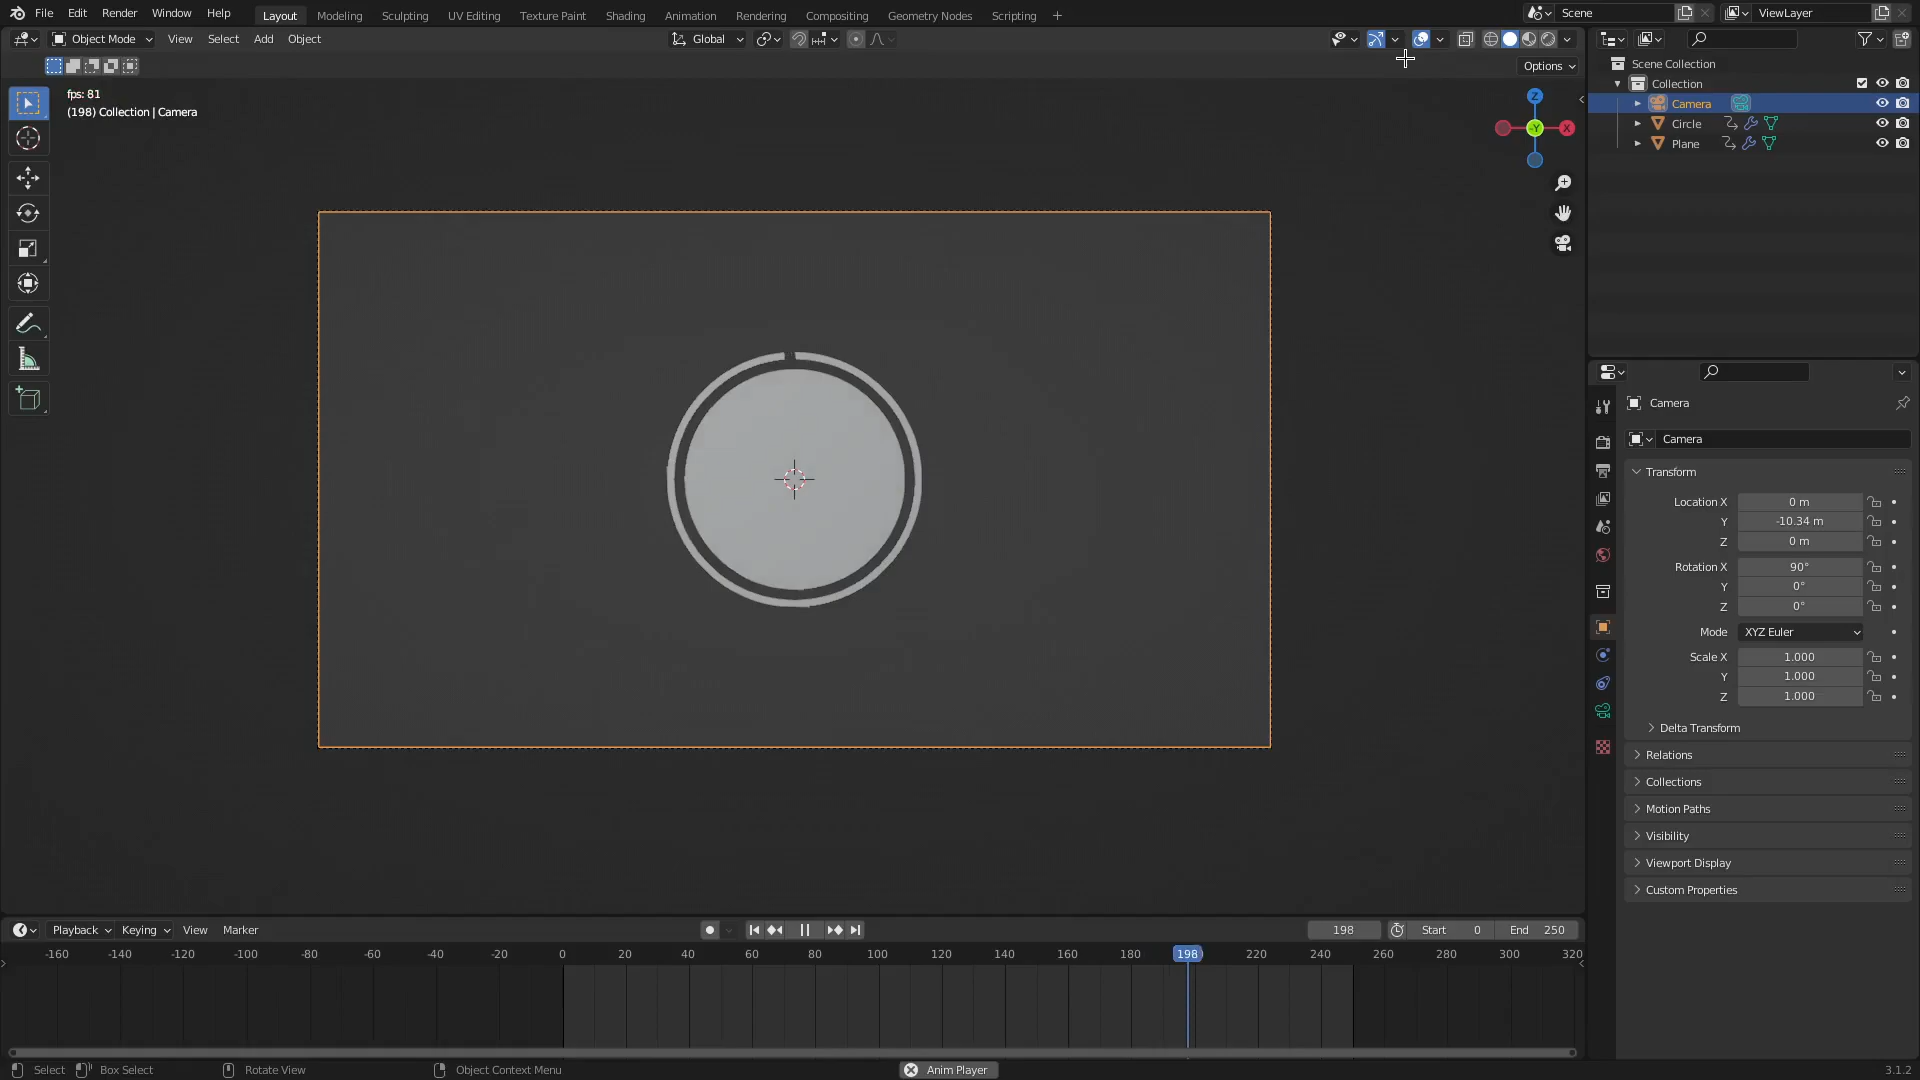 File Edit Render Window Help Layout Modeling Sculpting UV Editing Texture Paint Shading Animation Rendering Compositing Geometry Nodes Scripting + Scene ViewLayer
Object Mode View Select Add Object Global
Options
fps: 81
(198) Collection | Camera
Z
-Y
X
Scene Collection
Collection
Camera
Circle
Plane
Camera
Camera
Transform
Location X 0 m
Y -10.34 m
Z 0 m
Rotation X 90°
Y 0°
Z 0°
Mode XYZ Euler
Scale X 1.000
Y 1.000
Z 1.000
Delta Transform
Relations
Collections
Motion Paths
Visibility
Viewport Display
Custom Properties
Playback Keying View Marker 198 Start 0 End 250
-160 -140 -120 -100 -80 -60 -40 -20 0 20 40 60 80 100 120 140 160 180 198 220 240 260 280 300 320
Select Box Select Rotate View Object Context Menu Anim Player 3.1.2